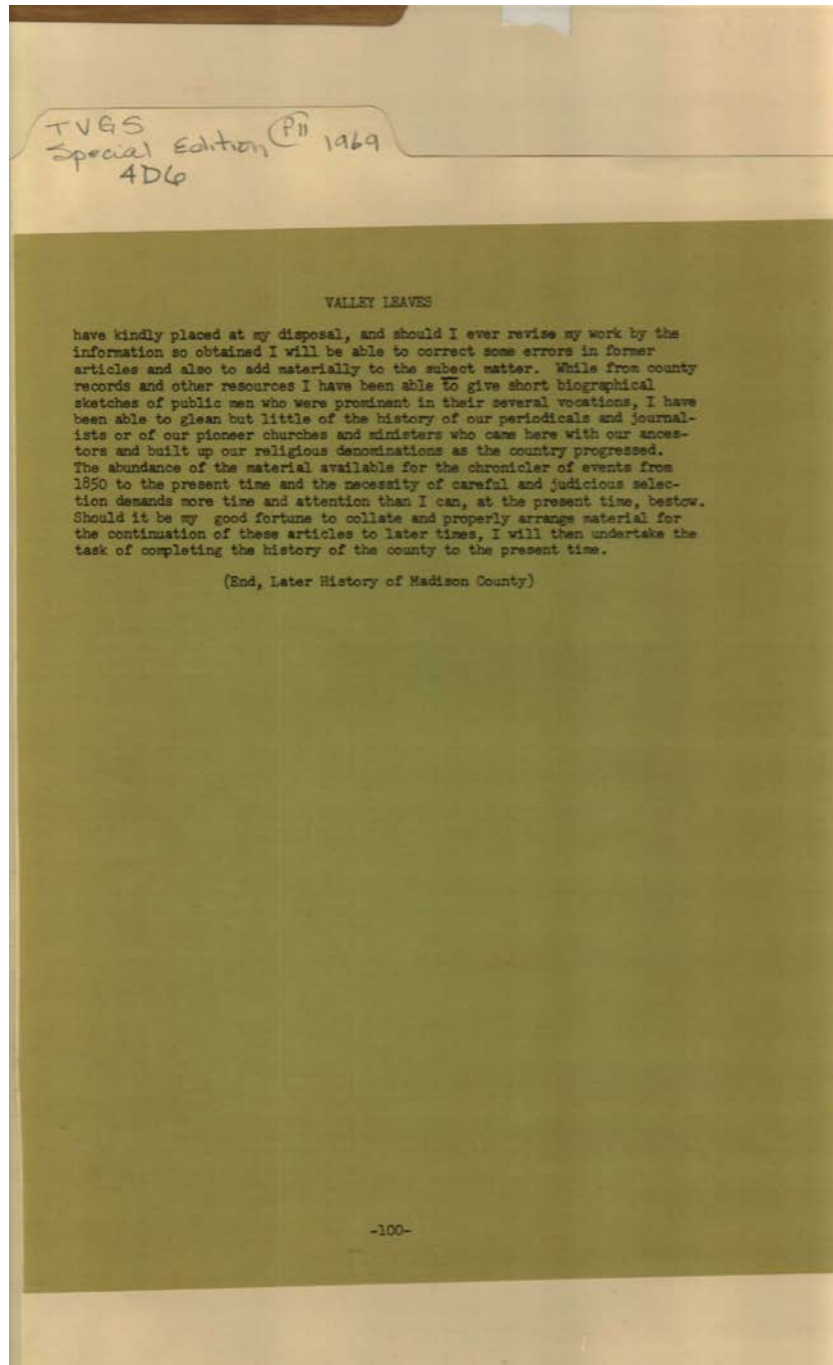 TVGS
Special Edition P11 1969
4D6
VALLEY LEAVES
have kindly placed at my disposal, and should I ever revise my work by the
information so obtained I will be able to correct some errors in former
articles and also to add materially to the subect matter. While from county
records and other resources I have been able to give short biographical
sketches of public men who were prominent in their several vocations, I have
been able to glean but little of the history of our periodicals and journal-
ists or of our pioneer churches and ministers who came here with our ances-
tors and built up our religious denominations as the country progressed.
The abundance of the material available for the chronicler of events from
1850 to the present time and the necessity of careful and judicious selec-
tion demands more time and attention than I can, at the present time, bestow.
Should it be my good fortune to collate and properly arrange material for
the continuation of these articles to later times, I will then undertake the
task of completing the history of the county to the present time.
(End, Later History of Madison County)
-100-